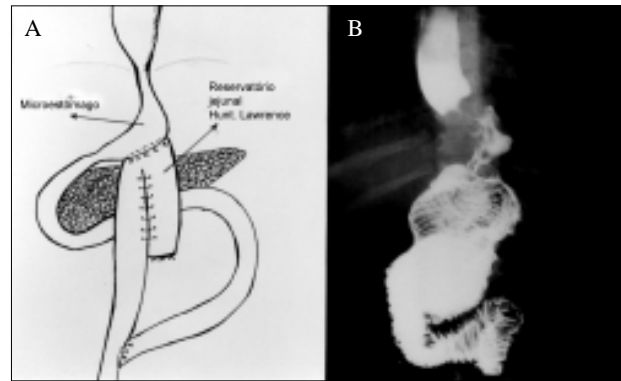 A
B
Microestômago
Reservatório
jejunal
Hunt. Lawrence